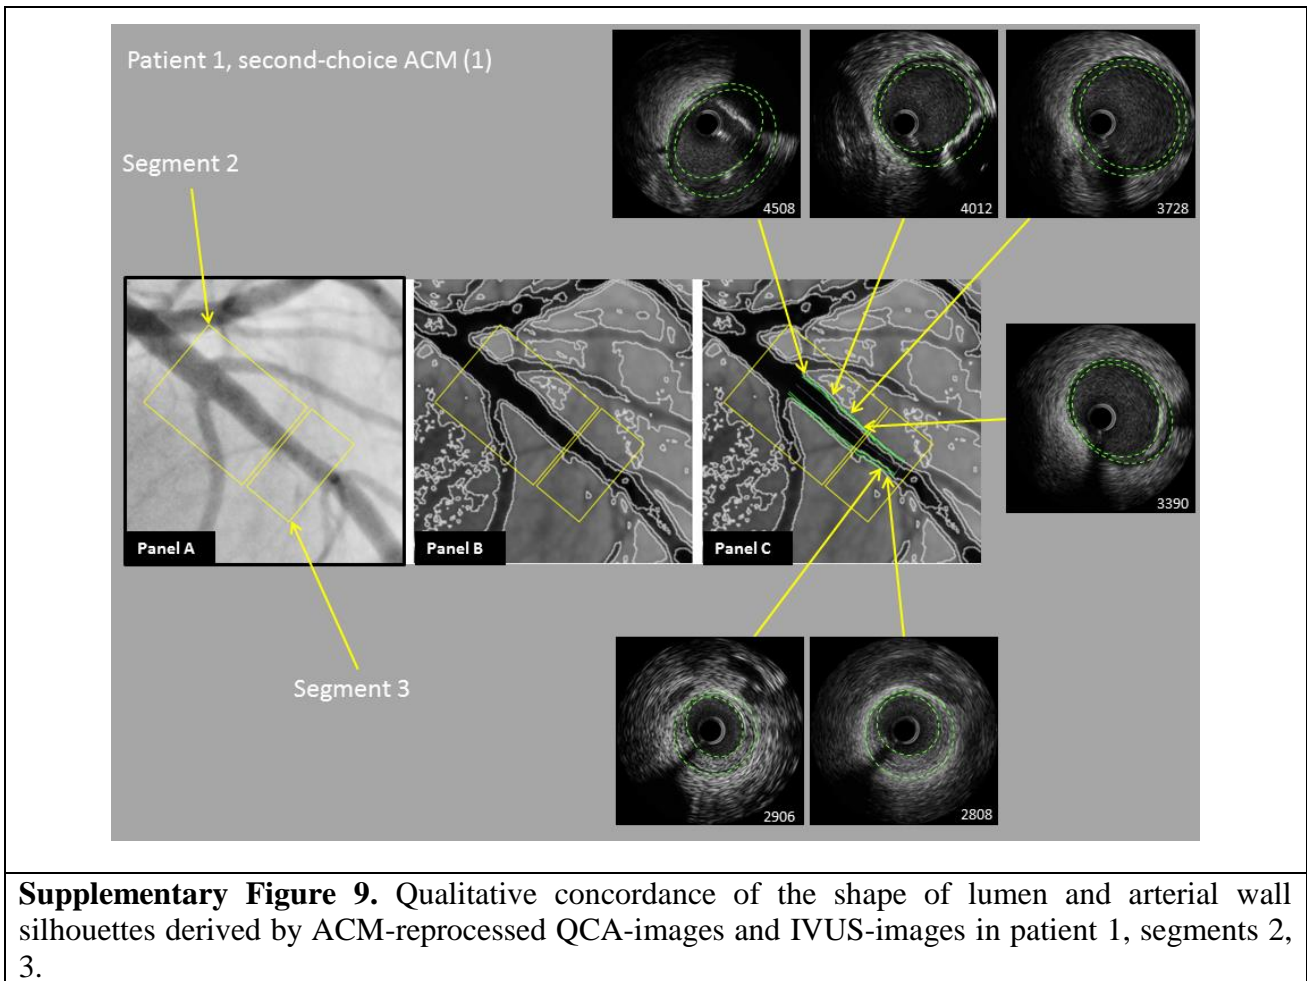 Patient 1, second-choice ACM (1)
4508
4012
3728
Segment 2
Panel A
Panel B
Panel C
3390
Segment 3
2906
2808
Supplementary Figure 9. Qualitative concordance of the shape of lumen and arterial wall
silhouettes derived by ACM-reprocessed QCA-images and IVUS-images in patient 1, segments 2,
3.